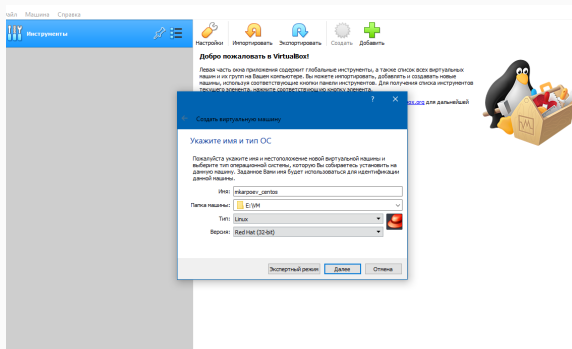 Файл Машина Справка
Инструменты
Настройки Импортировать Экспортировать Создать Добавить
Добро пожаловать в VirtualBox!
Левая часть окна приложения содержит глобальные инструменты, а также список всех виртуальных
машин и их групп на Вашем компьютере. Вы можете импортировать, добавлять и создавать новые
машины, используя соответствующие кнопки панели инструментов. Для получения списка инструментов
текущего элемента, нажмите соответствующую кнопку элемента.
ox.org для дальнейшей
? ×
Создать виртуальную машину
Укажите имя и тип ОС
Пожалуйста укажите имя и местоположение новой виртуальной машины и
выберите тип операционной системы, которую Вы собираетесь установить на
данную машину. Заданное Вами имя будет использоваться для идентификации
данной машины.
Имя: mkarpoev_centos
Папка машины: E:\VM
Тип: Linux
Версия: Red Hat (32-bit)
Экспертный режим Далее Отмена